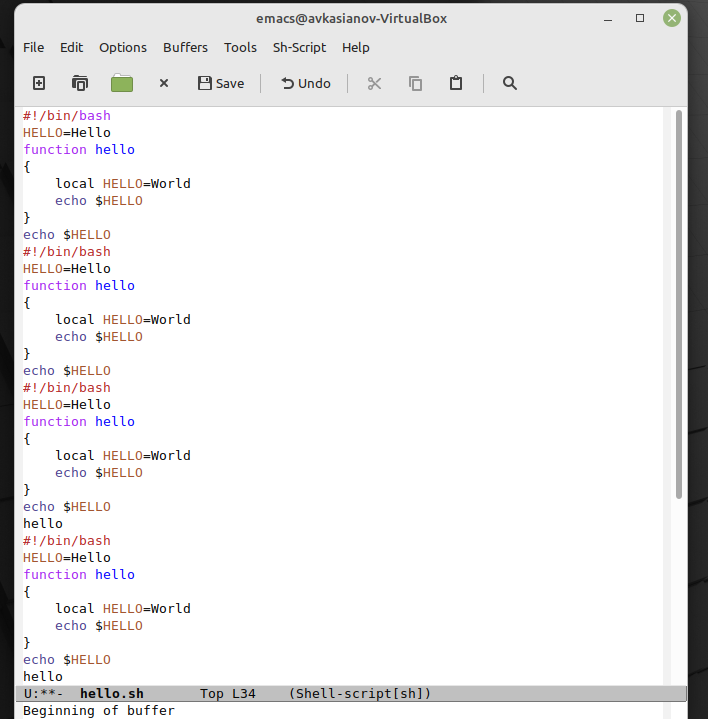 emacs@avkasianov-VirtualBox
File Edit Options Buffers Tools Sh-Script Help
Save Undo
#!/bin/bash
HELLO=Hello
function hello
{
    local HELLO=World
    echo $HELLO
}
echo $HELLO
#!/bin/bash
HELLO=Hello
function hello
{
    local HELLO=World
    echo $HELLO
}
echo $HELLO
#!/bin/bash
HELLO=Hello
function hello
{
    local HELLO=World
    echo $HELLO
}
echo $HELLO
hello
#!/bin/bash
HELLO=Hello
function hello
{
    local HELLO=World
    echo $HELLO
}
echo $HELLO
hello
U:**-  hello.sh       Top L34    (Shell-script[sh])
Beginning of buffer